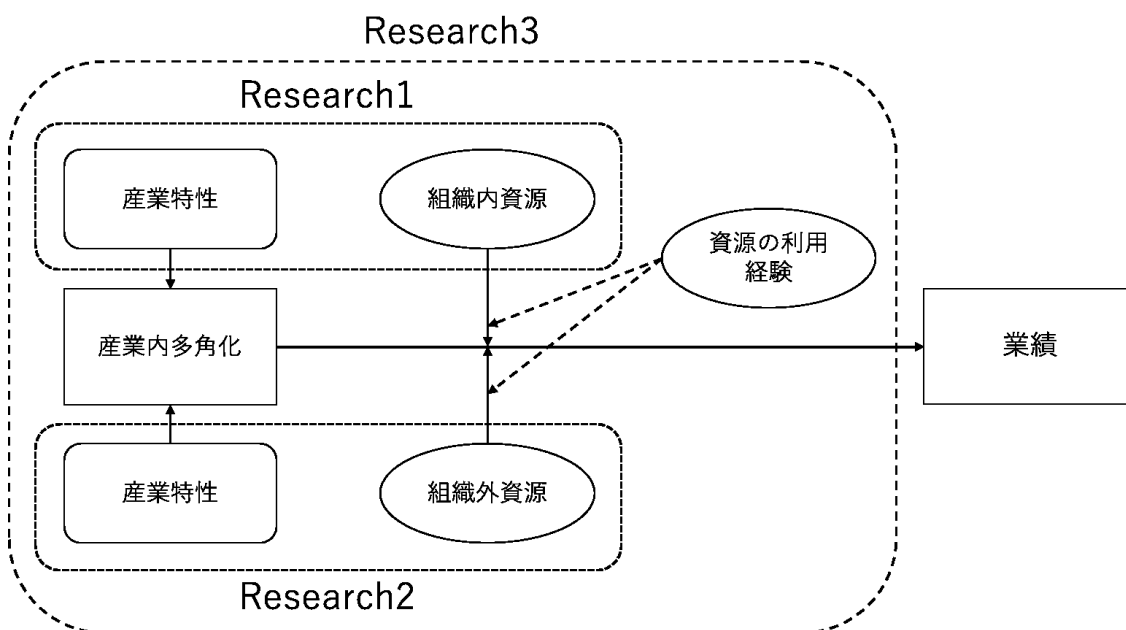 Research3
Research1
産業特性
組織内資源
資源の利用
経験
産業内多角化
業績
産業特性
組織外資源
Research2